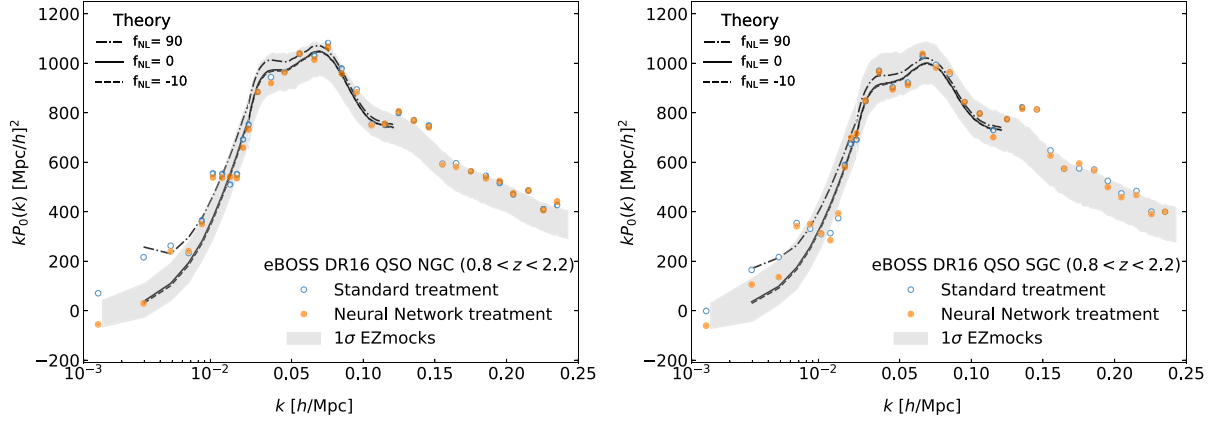 1200
1000
800
600
400
200
0
−200
kP₀(k) [Mpc/h]²
Theory
f_NL= 90
f_NL= 0
f_NL= -10
eBOSS DR16 QSO NGC (0.8 < z < 2.2)
Standard treatment
Neural Network treatment
1σ EZmocks
10⁻³ 10⁻² 0.05 0.10 0.15 0.20 0.25
k [h/Mpc]
1200
1000
800
600
400
200
0
−200
kP₀(k) [Mpc/h]²
Theory
f_NL= 90
f_NL= 0
f_NL= -10
eBOSS DR16 QSO SGC (0.8 < z < 2.2)
Standard treatment
Neural Network treatment
1σ EZmocks
10⁻³ 10⁻² 0.05 0.10 0.15 0.20 0.25
k [h/Mpc]